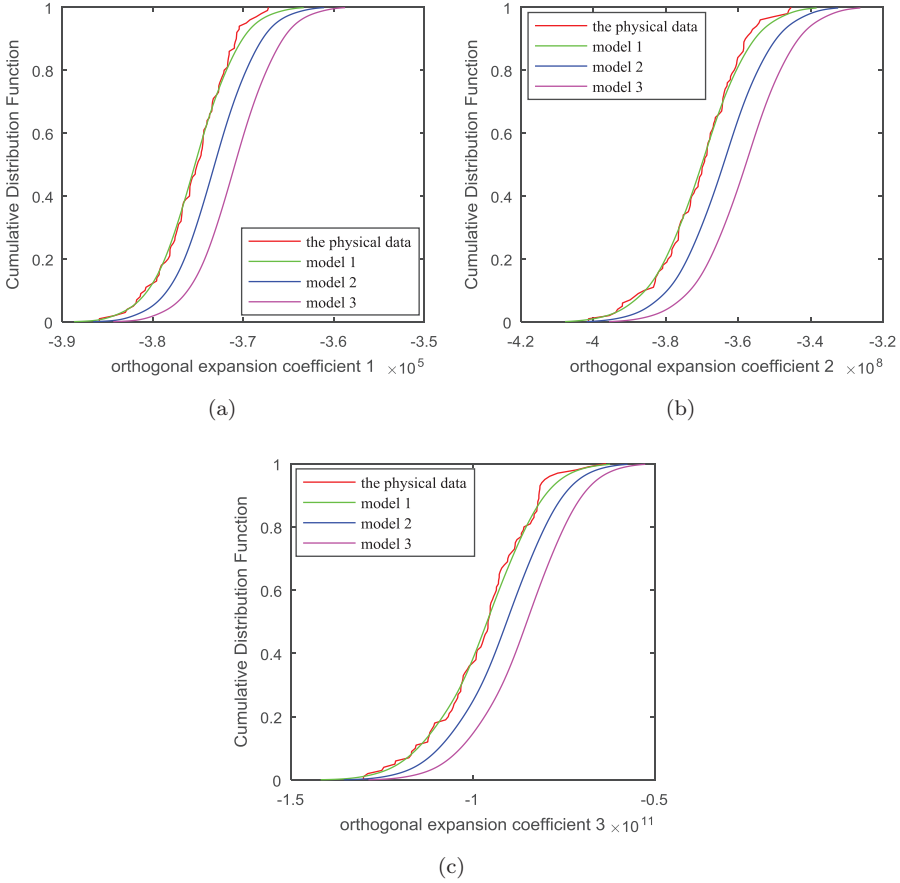 1
0.8
0.6
0.4
0.2
0
Cumulative Distribution Function
the physical data
model 1
model 2
model 3
-3.9
-3.8
-3.7
-3.6
-3.5
orthogonal expansion coefficient 1 ×10^5
(a)
1
0.8
0.6
0.4
0.2
0
Cumulative Distribution Function
the physical data
model 1
model 2
model 3
-4.2
-4
-3.8
-3.6
-3.4
-3.2
orthogonal expansion coefficient 2 ×10^8
(b)
1
0.8
0.6
0.4
0.2
0
Cumulative Distribution Function
the physical data
model 1
model 2
model 3
-1.5
-1
-0.5
orthogonal expansion coefficient 3 ×10^11
(c)